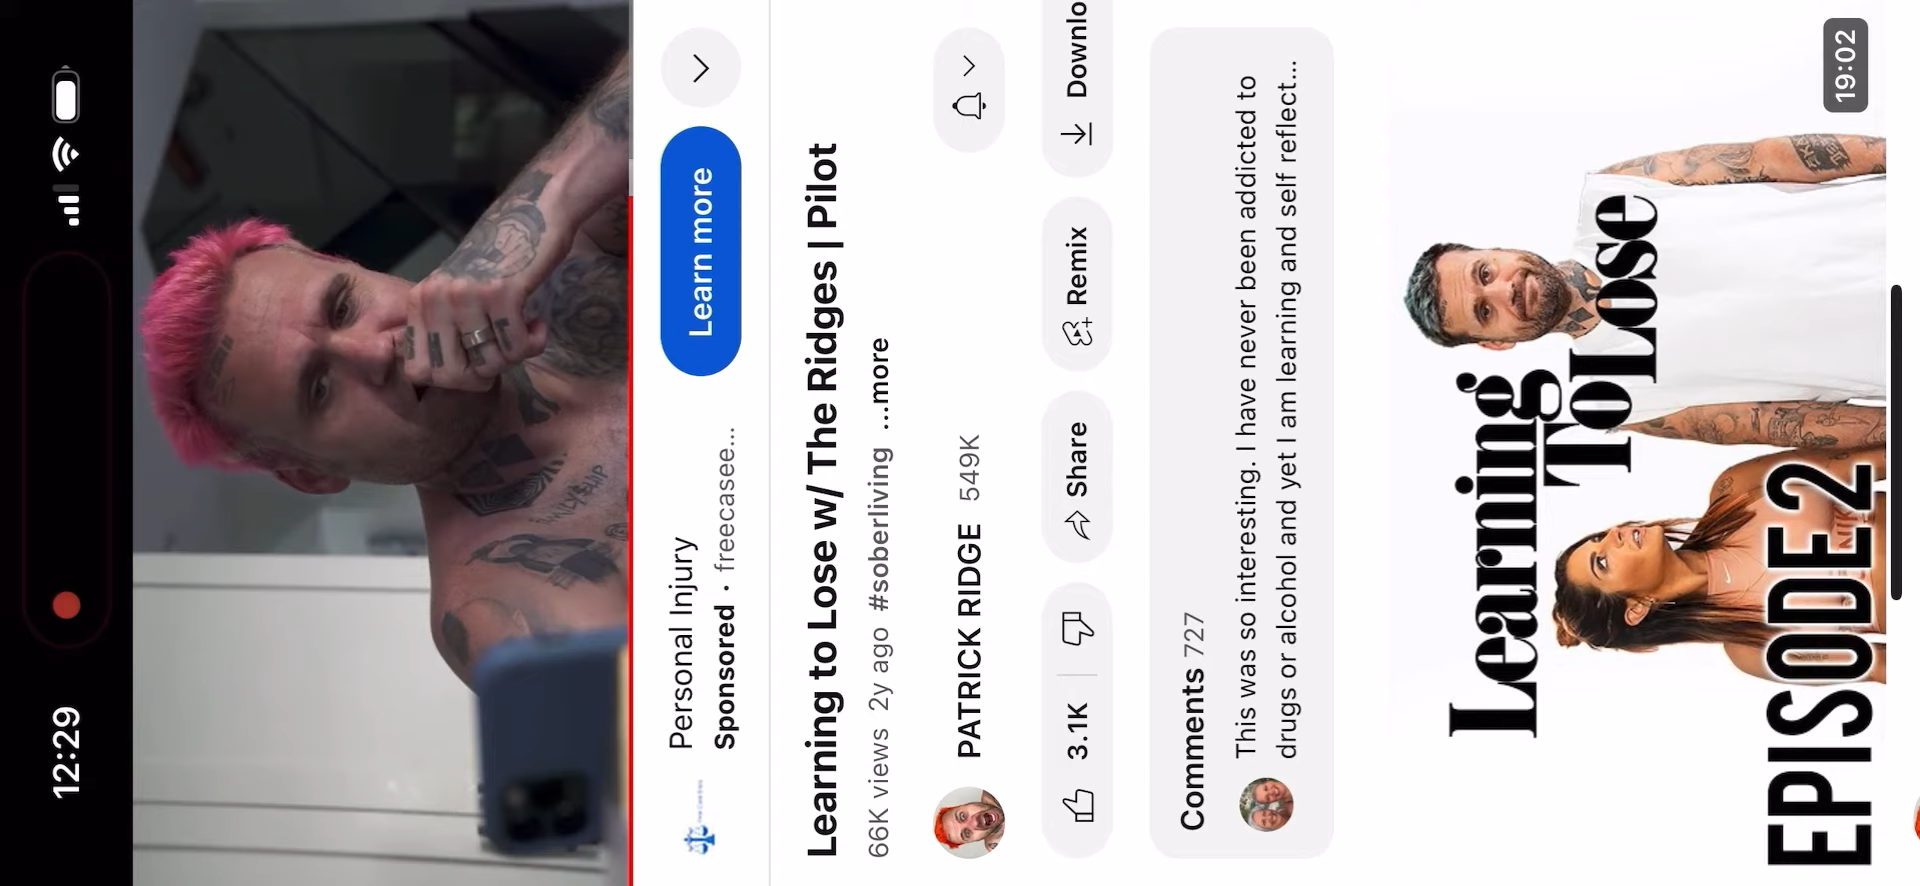 12:29
FAMILYSHIP
Personal Injury
Sponsored · freecasee...
Learn more
Learning to Lose w/ The Ridges | Pilot
66K views 2y ago #soberliving ...more
PATRICK RIDGE 549K
3.1K
Share
Remix
Downlo
Comments 727
This was so interesting. I have never been addicted to
drugs or alcohol and yet I am learning and self reflect...
Learning
To Lose
EPISODE 2
19:02